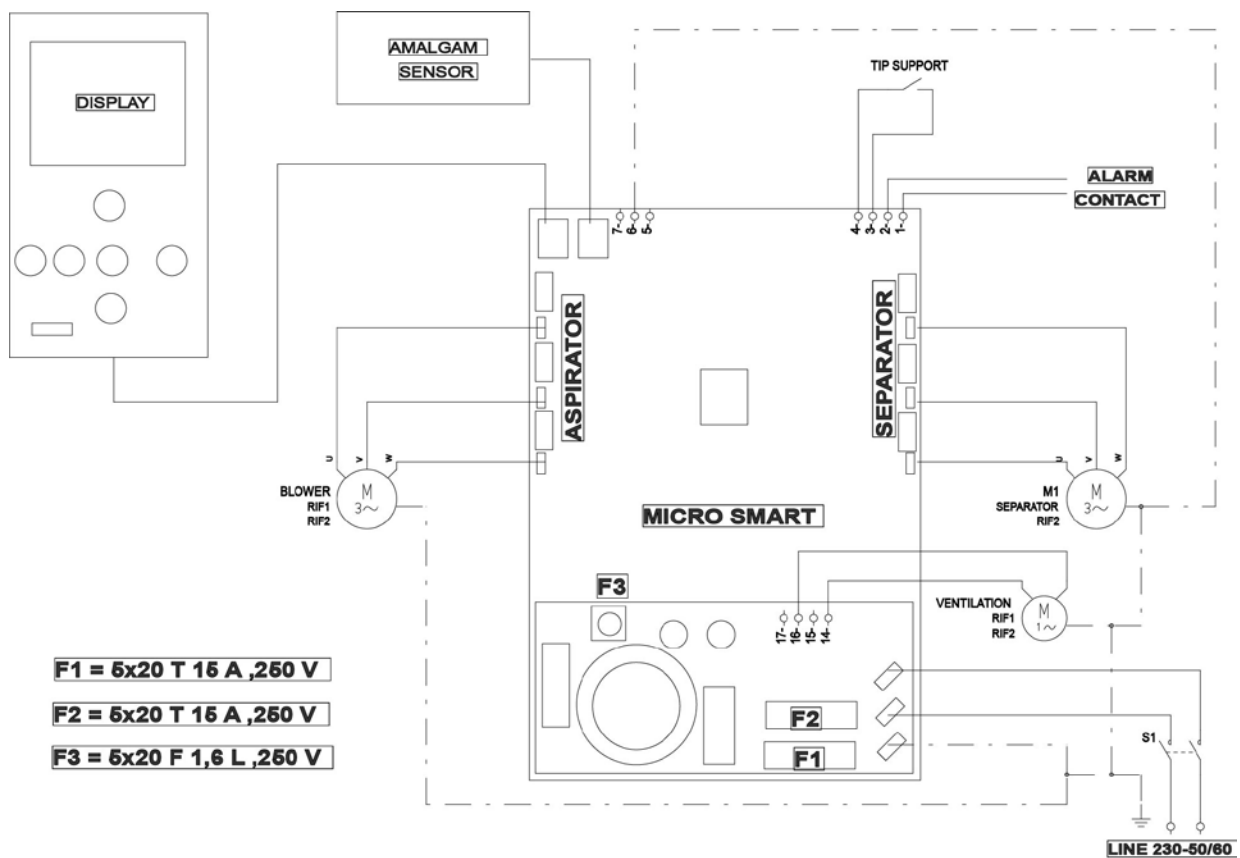 DISPLAY
AMALGAM
SENSOR
TIP SUPPORT
ALARM
CONTACT
7-
6-
5-
4-
3-
2-
1-
ASPIRATOR
SEPARATOR
U
V
W
M
3~
BLOWER
RIF1
RIF2
U
V
W
M
3~
M1
SEPARATOR
RIF2
MICRO SMART
F3
17-
16-
15-
14-
VENTILATION
RIF1
RIF2
M
1~
F1 = 5x20 T 15 A ,250 V
F2 = 5x20 T 15 A ,250 V
F3 = 5x20 F 1,6 L ,250 V
F2
F1
S1
LINE 230-50/60